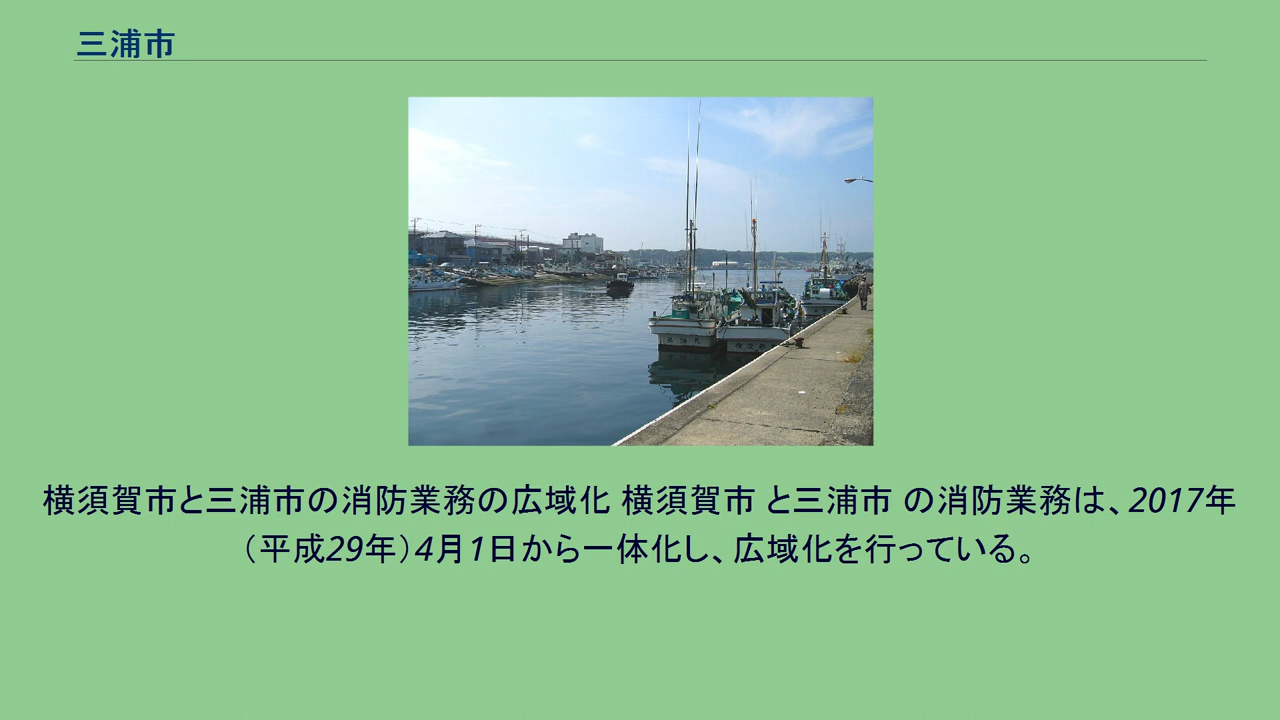 三浦市
横須賀市と三浦市の消防業務の広域化 横須賀市 と三浦市 の消防業務は、2017年
（平成29年）4月1日から一体化し、広域化を行っている。